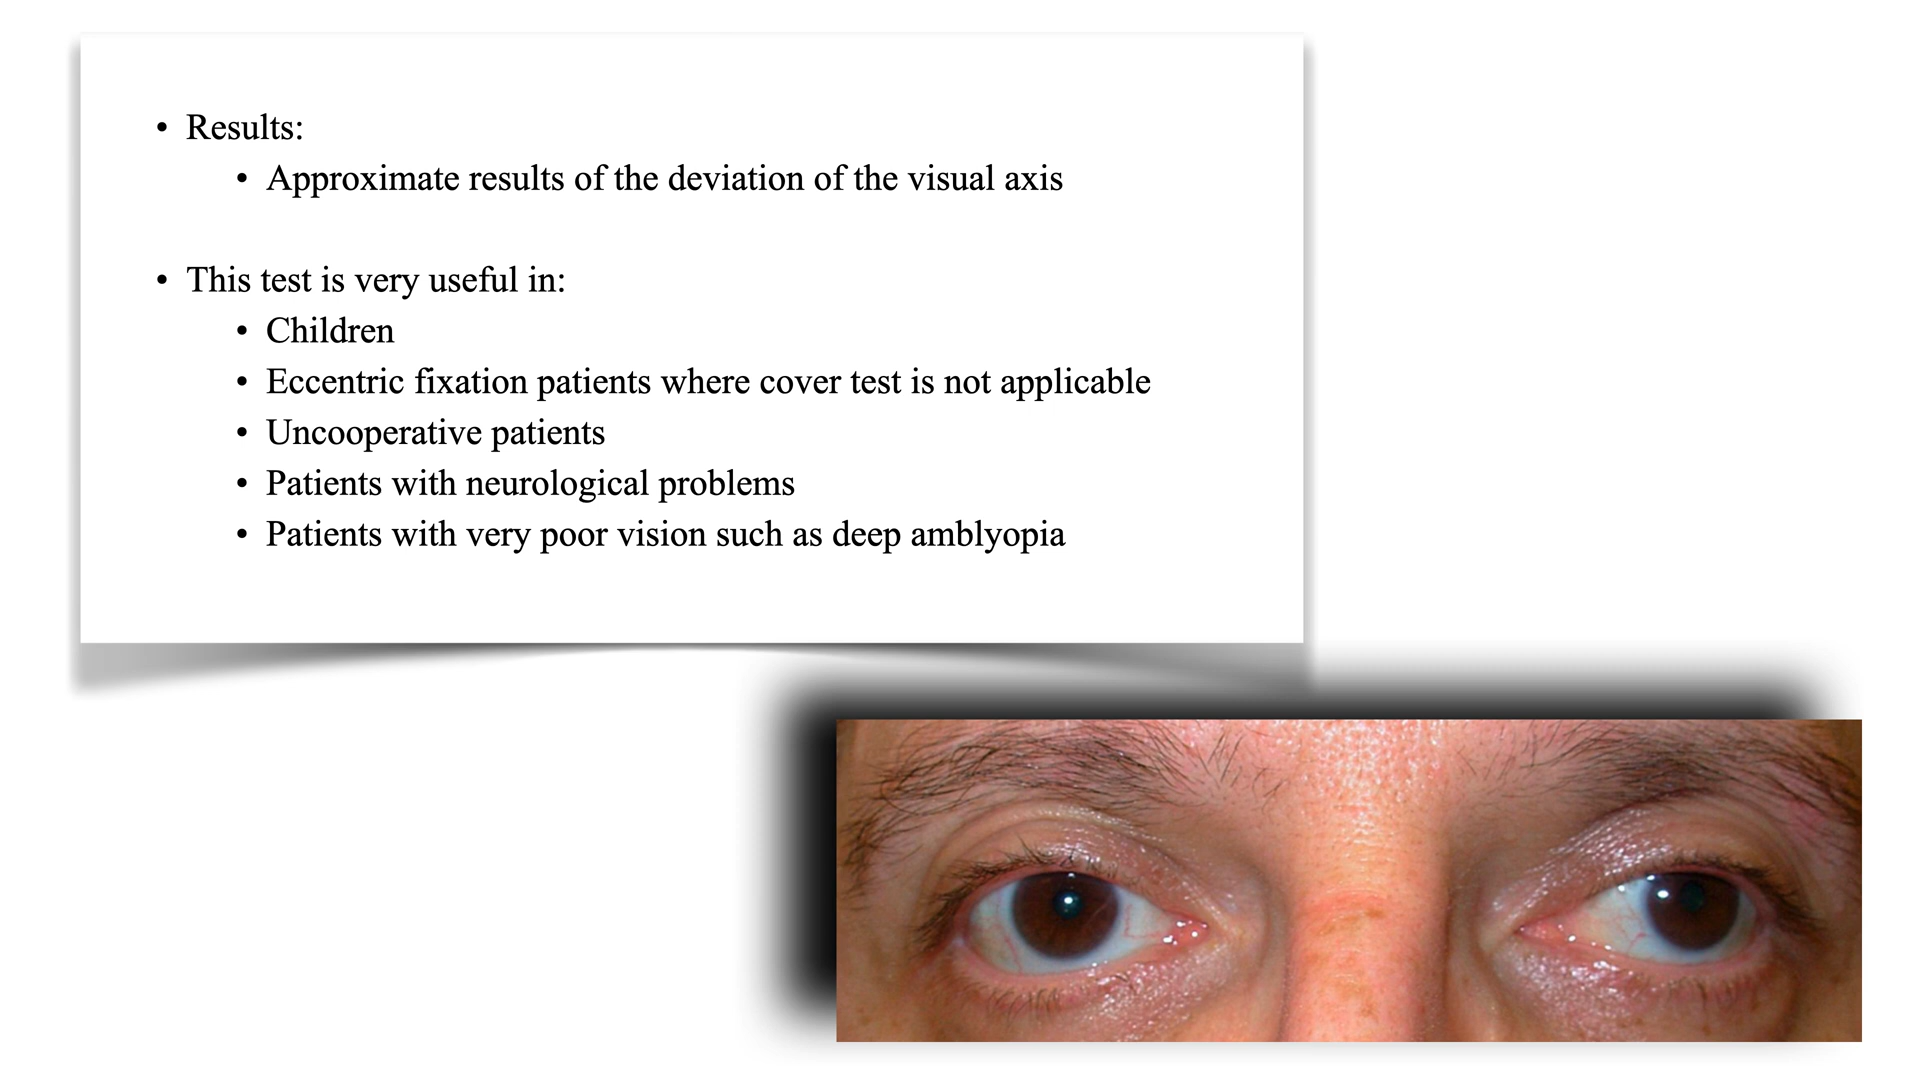 • Results:
• Approximate results of the deviation of the visual axis
• This test is very useful in:
• Children
• Eccentric fixation patients where cover test is not applicable
• Uncooperative patients
• Patients with neurological problems
• Patients with very poor vision such as deep amblyopia